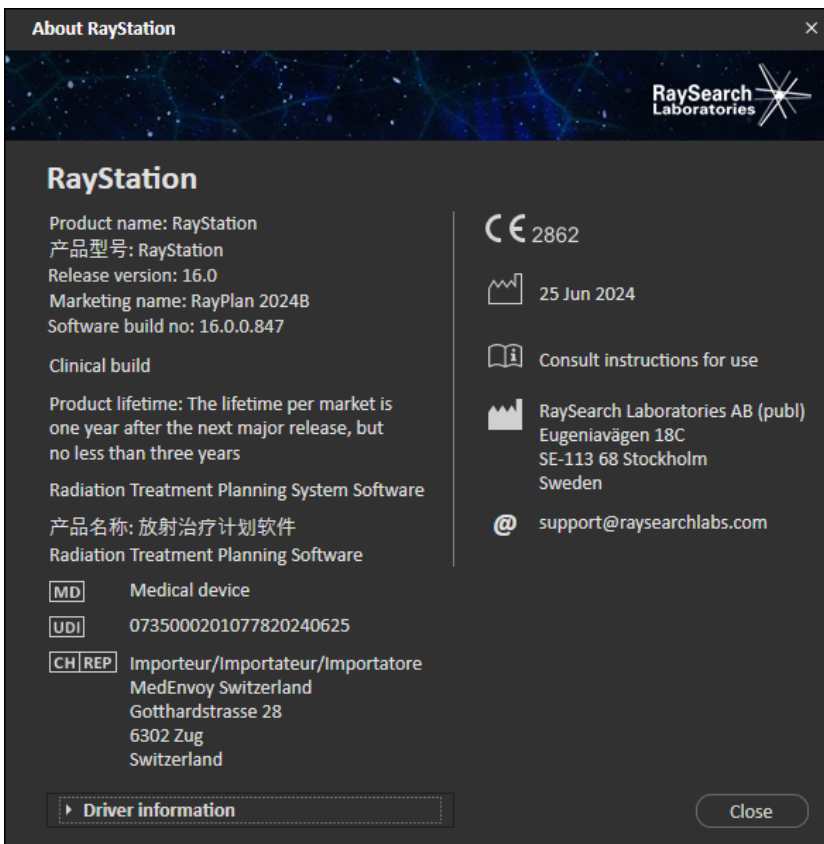 About RayStation
RaySearch
Laboratories
RayStation
Product name: RayStation
产品型号: RayStation
Release version: 16.0
Marketing name: RayPlan 2024B
Software build no: 16.0.0.847
Clinical build
Product lifetime: The lifetime per market is
one year after the next major release, but
no less than three years
Radiation Treatment Planning System Software
产品名称: 放射治疗计划软件
Radiation Treatment Planning Software
MD Medical device
UDI 0735000201077820240625
CH REP Importeur/Importateur/Importatore
MedEnvoy Switzerland
Gotthardstrasse 28
6302 Zug
Switzerland
CE 2862
25 Jun 2024
Consult instructions for use
RaySearch Laboratories AB (publ)
Eugeniavägen 18C
SE-113 68 Stockholm
Sweden
@ support@raysearchlabs.com
Driver information
Close